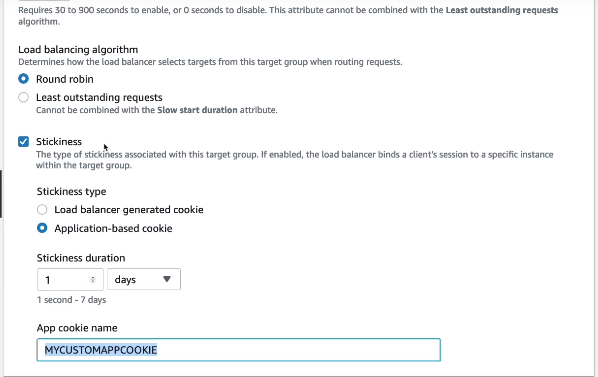 Requires 30 to 900 seconds to enable, or 0 seconds to disable. This attribute cannot be combined with the Least outstanding requests
algorithm.
Load balancing algorithm
Determines how the load balancer selects targets from this target group when routing requests.
Round robin
Least outstanding requests
Cannot be combined with the Slow start duration attribute.
Stickiness
The type of stickiness associated with this target group. If enabled, the load balancer binds a client's session to a specific instance
within the target group.
Stickiness type
Load balancer generated cookie
Application-based cookie
Stickiness duration
1 days
1 second - 7 days
App cookie name
MYCUSTOMAPPCOOKIE